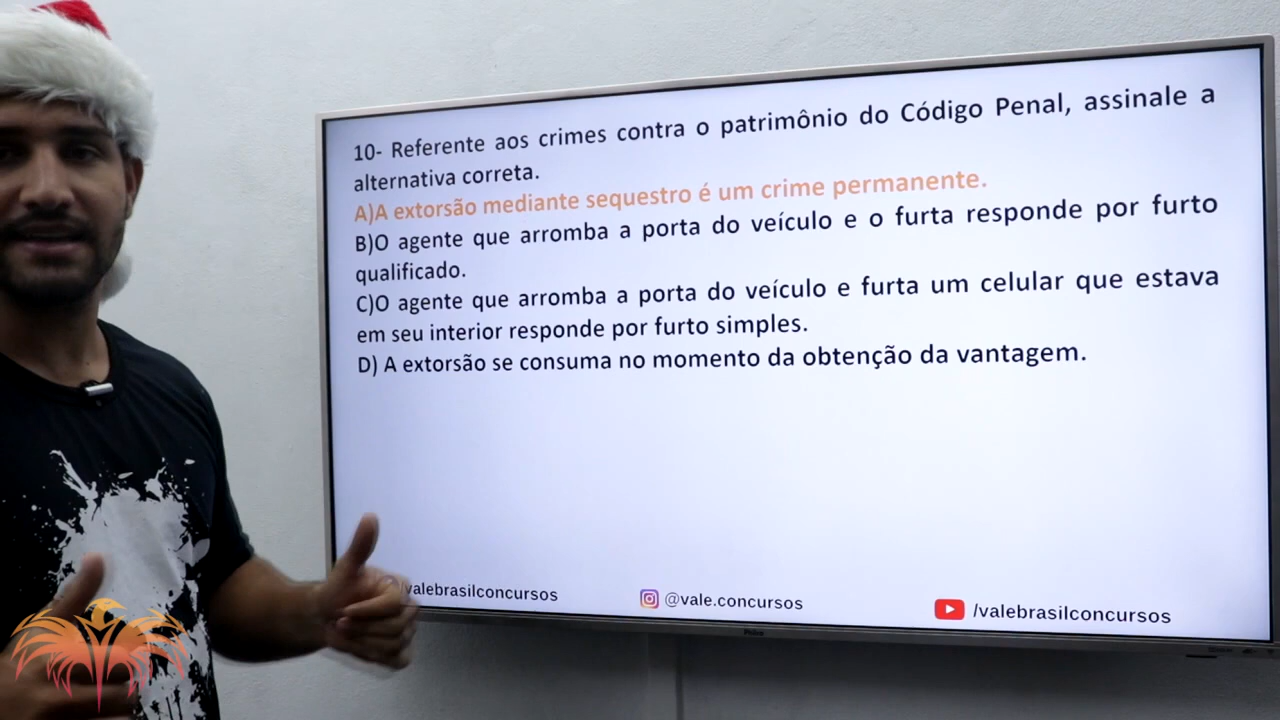 10- Referente aos crimes contra o patrimônio do Código Penal, assinale a
alternativa correta.
A)A extorsão mediante sequestro é um crime permanente.
B)O agente que arromba a porta do veículo e o furta responde por furto
qualificado.
C)O agente que arromba a porta do veículo e furta um celular que estava
em seu interior responde por furto simples.
D) A extorsão se consuma no momento da obtenção da vantagem.
/valebrasilconcursos
@vale.concursos
/valebrasilconcursos
Philco